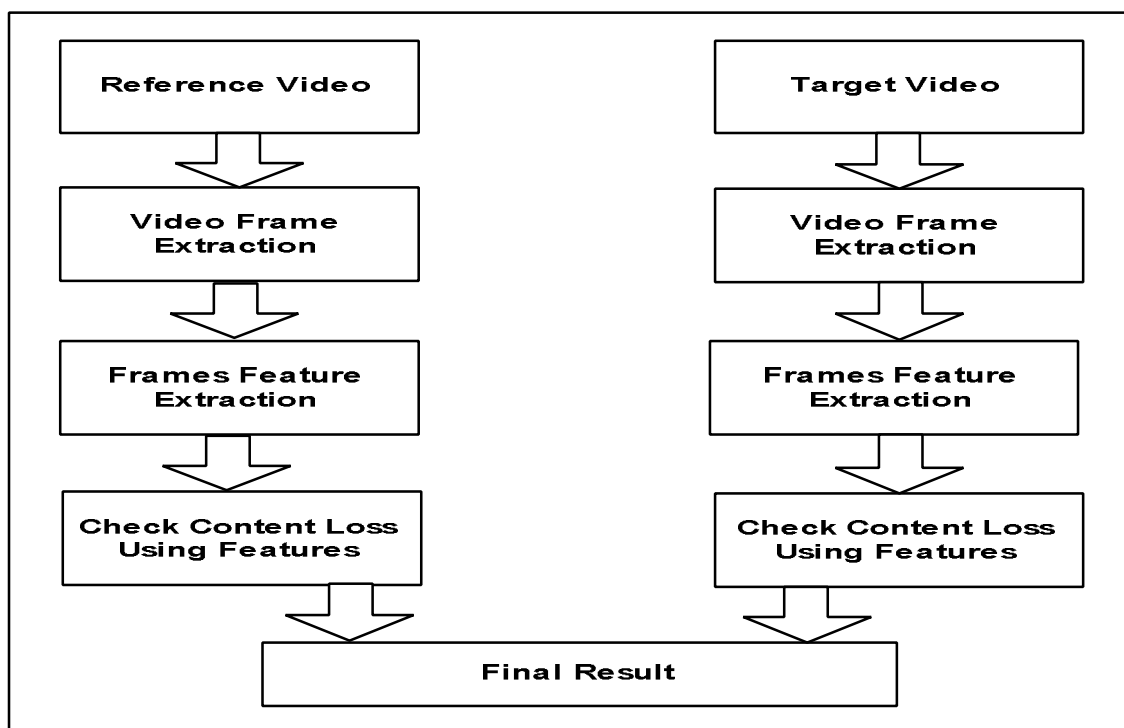 Reference Video
Target Video
Video Frame
Extraction
Video Frame
Extraction
Frames Feature
Extraction
Frames Feature
Extraction
Check Content Loss
Using Features
Check Content Loss
Using Features
Final Result